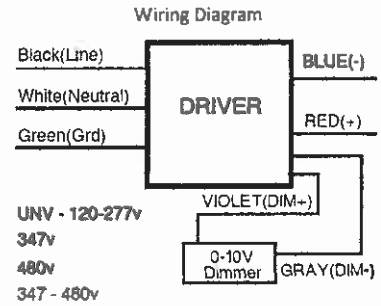 Wiring Diagram
Black(Line)
BLUE(-)
White(Neutral)
DRIVER
RED(+)
Green(Grd)
VIOLET(DIM+)
UNV - 120-277v
347v
480v
347 - 480v
0-10V
Dimmer
GRAY(DIM-)